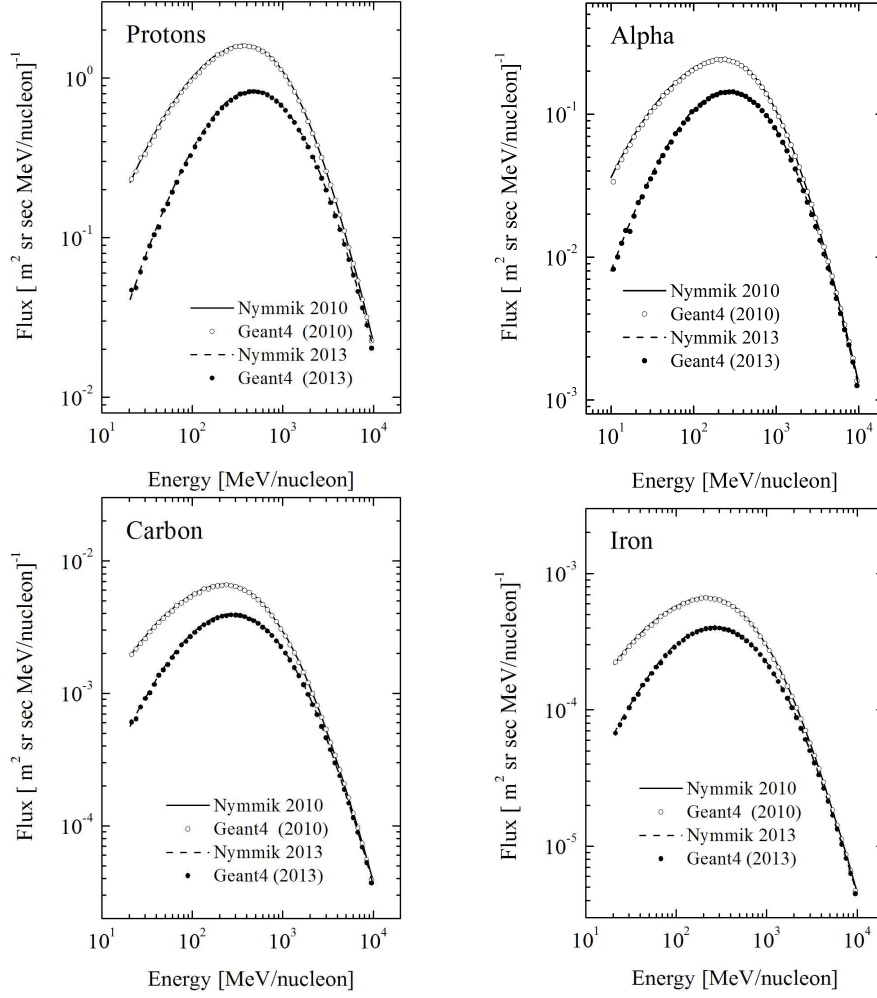 Protons
Flux [ m² sr sec MeV/nucleon]⁻¹
10⁰
10⁻¹
10⁻²
Nymmik 2010
Geant4 (2010)
Nymmik 2013
Geant4 (2013)
10¹ 10² 10³ 10⁴
Energy [MeV/nucleon]
Alpha
Flux [ m² sr sec MeV/nucleon]⁻¹
10⁻¹
10⁻²
10⁻³
Nymmik 2010
Geant4 (2010)
Nymmik 2013
Geant4 (2013)
10¹ 10² 10³ 10⁴
Energy [MeV/nucleon]
Carbon
Flux [ m² sr sec MeV/nucleon]⁻¹
10⁻²
10⁻³
10⁻⁴
Nymmik 2010
Geant4 (2010)
Nymmik 2013
Geant4 (2013)
10¹ 10² 10³ 10⁴
Energy [MeV/nucleon]
Iron
Flux [ m² sr sec MeV/nucleon]⁻¹
10⁻³
10⁻⁴
10⁻⁵
Nymmik 2010
Geant4 (2010)
Nymmik 2013
Geant4 (2013)
10¹ 10² 10³ 10⁴
Energy [MeV/nucleon]